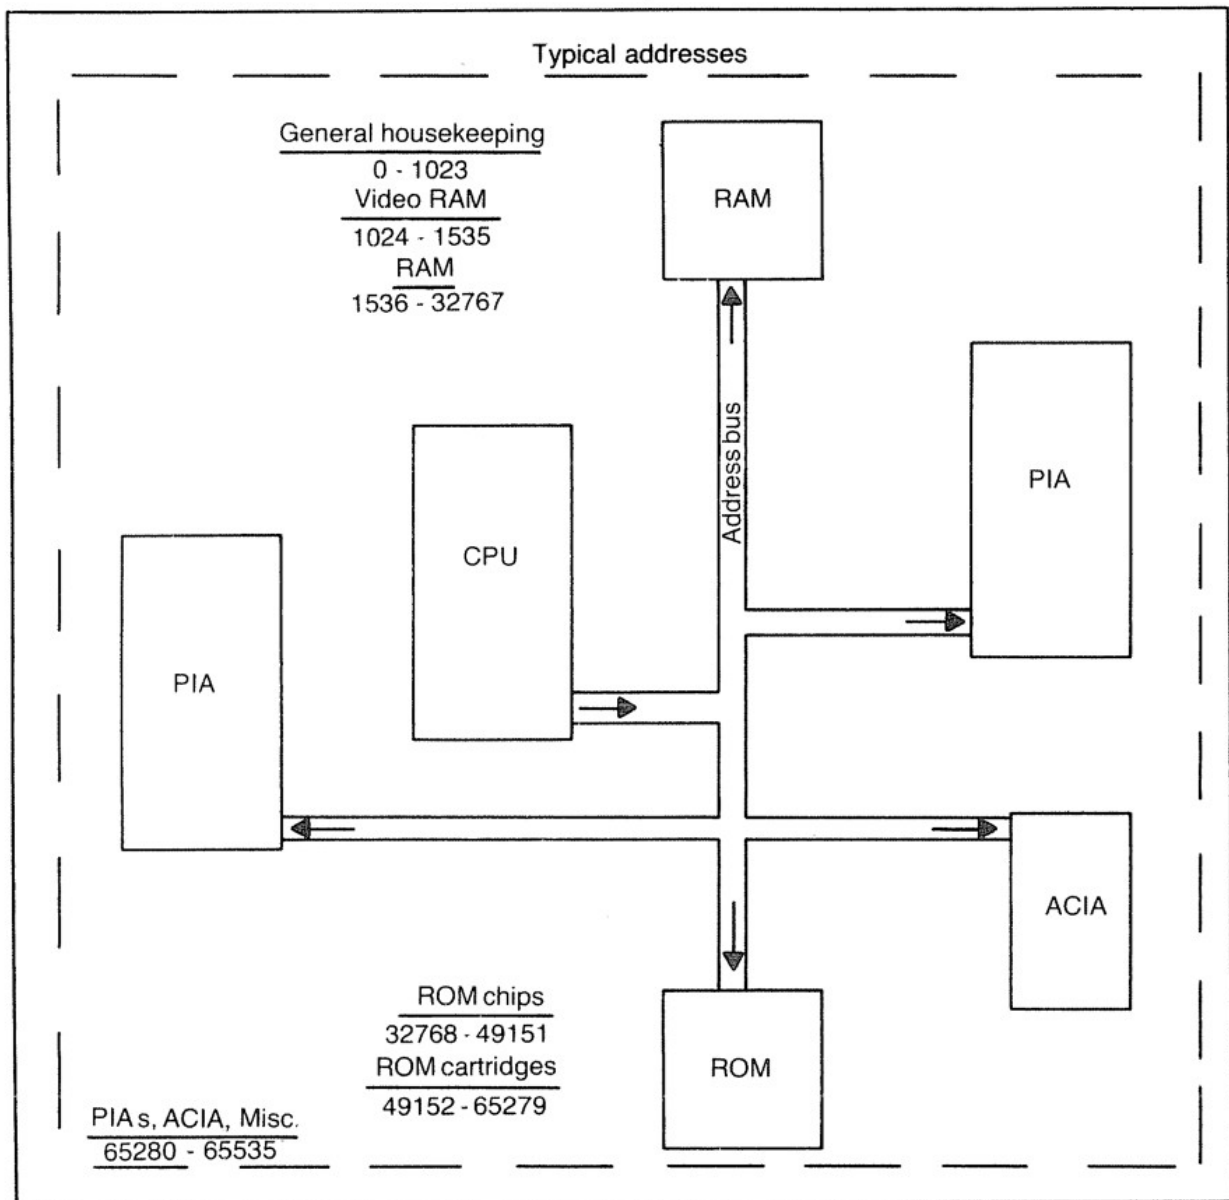 Typical addresses
General housekeeping
0 - 1023
Video RAM
1024 - 1535
RAM
1536 - 32767
RAM
Address bus
PIA
CPU
PIA
ACIA
ROM chips
32768 - 49151
ROM cartridges
49152 - 65279
ROM
PIAs, ACIA, Misc.
65280 - 65535